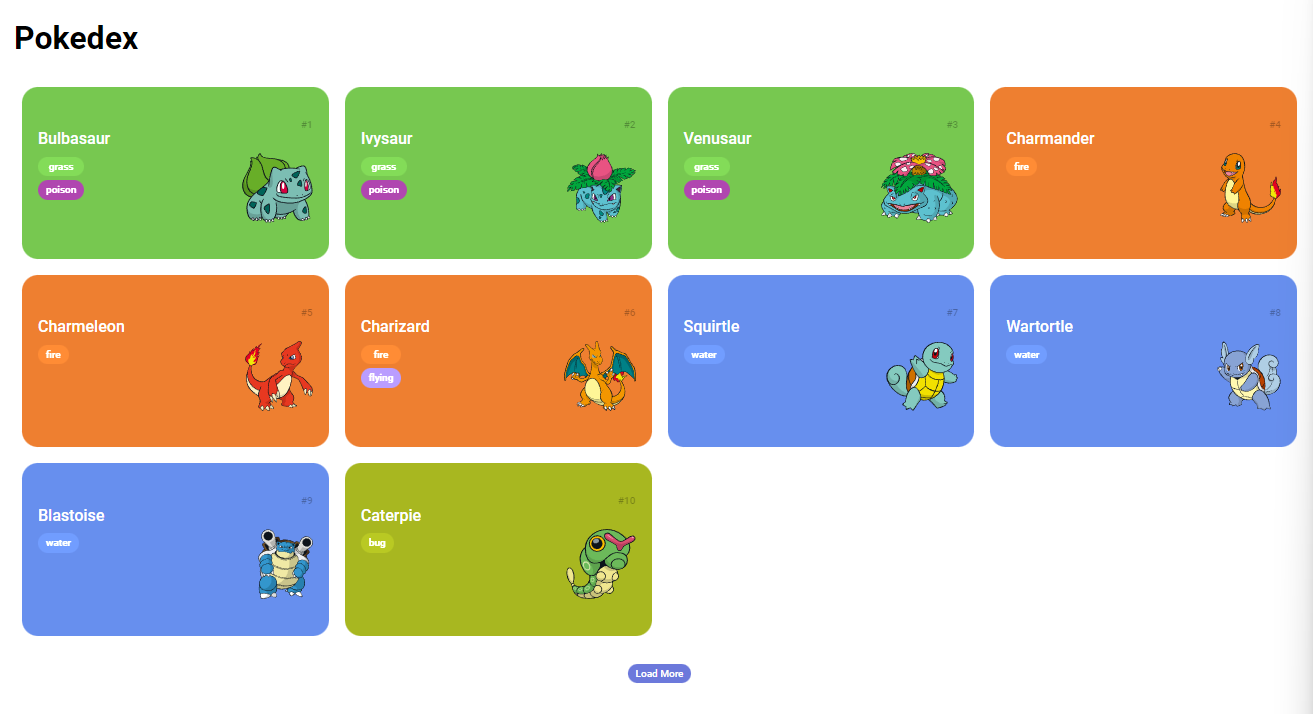 Pokedex
#1
Bulbasaur
grass
poison
#2
Ivysaur
grass
poison
#3
Venusaur
grass
poison
#4
Charmander
fire
#5
Charmeleon
fire
#6
Charizard
fire
flying
#7
Squirtle
water
#8
Wartortle
water
#9
Blastoise
water
#10
Caterpie
bug
Load More